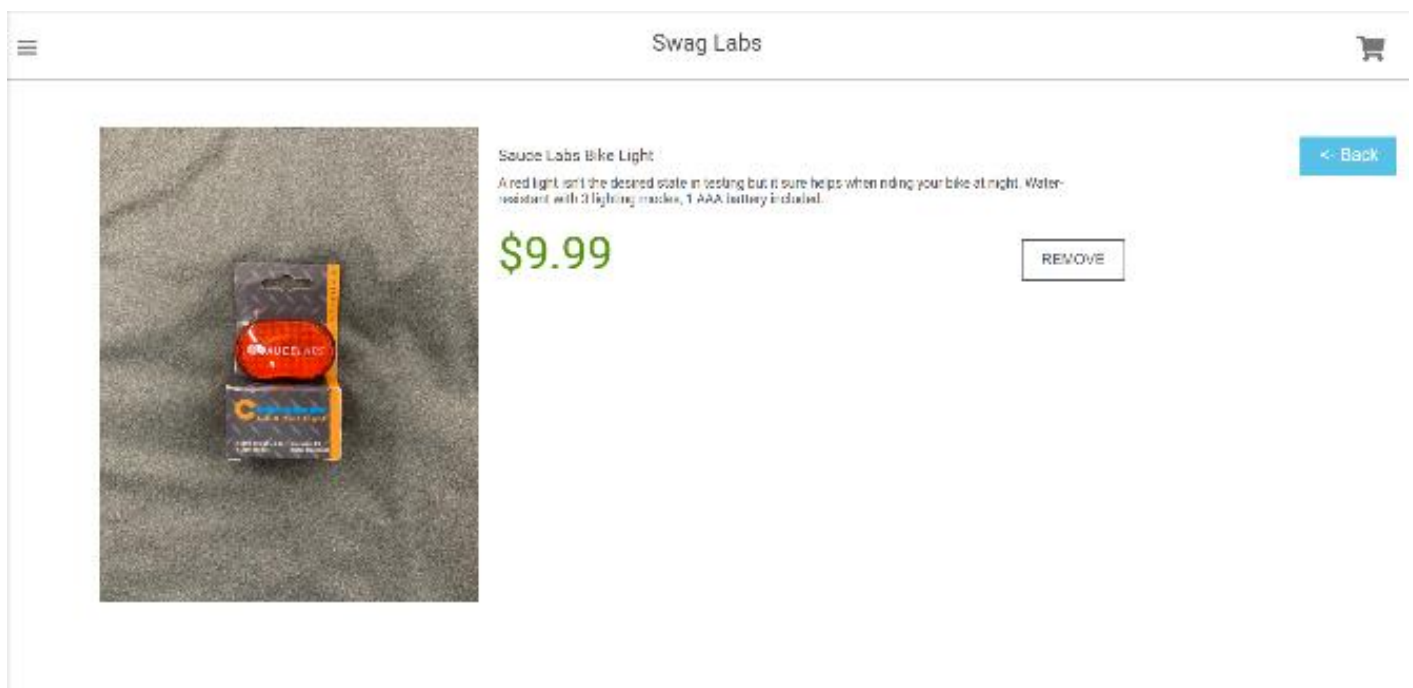 Swag Labs
<- Back
Sauce Labs Bike Light
A red light isn't the desired state in testing but it sure helps when riding your bike at night. Water-
resistant with 3 lighting modes, 1 AAA battery included.
$9.99
REMOVE
SAUCELABS